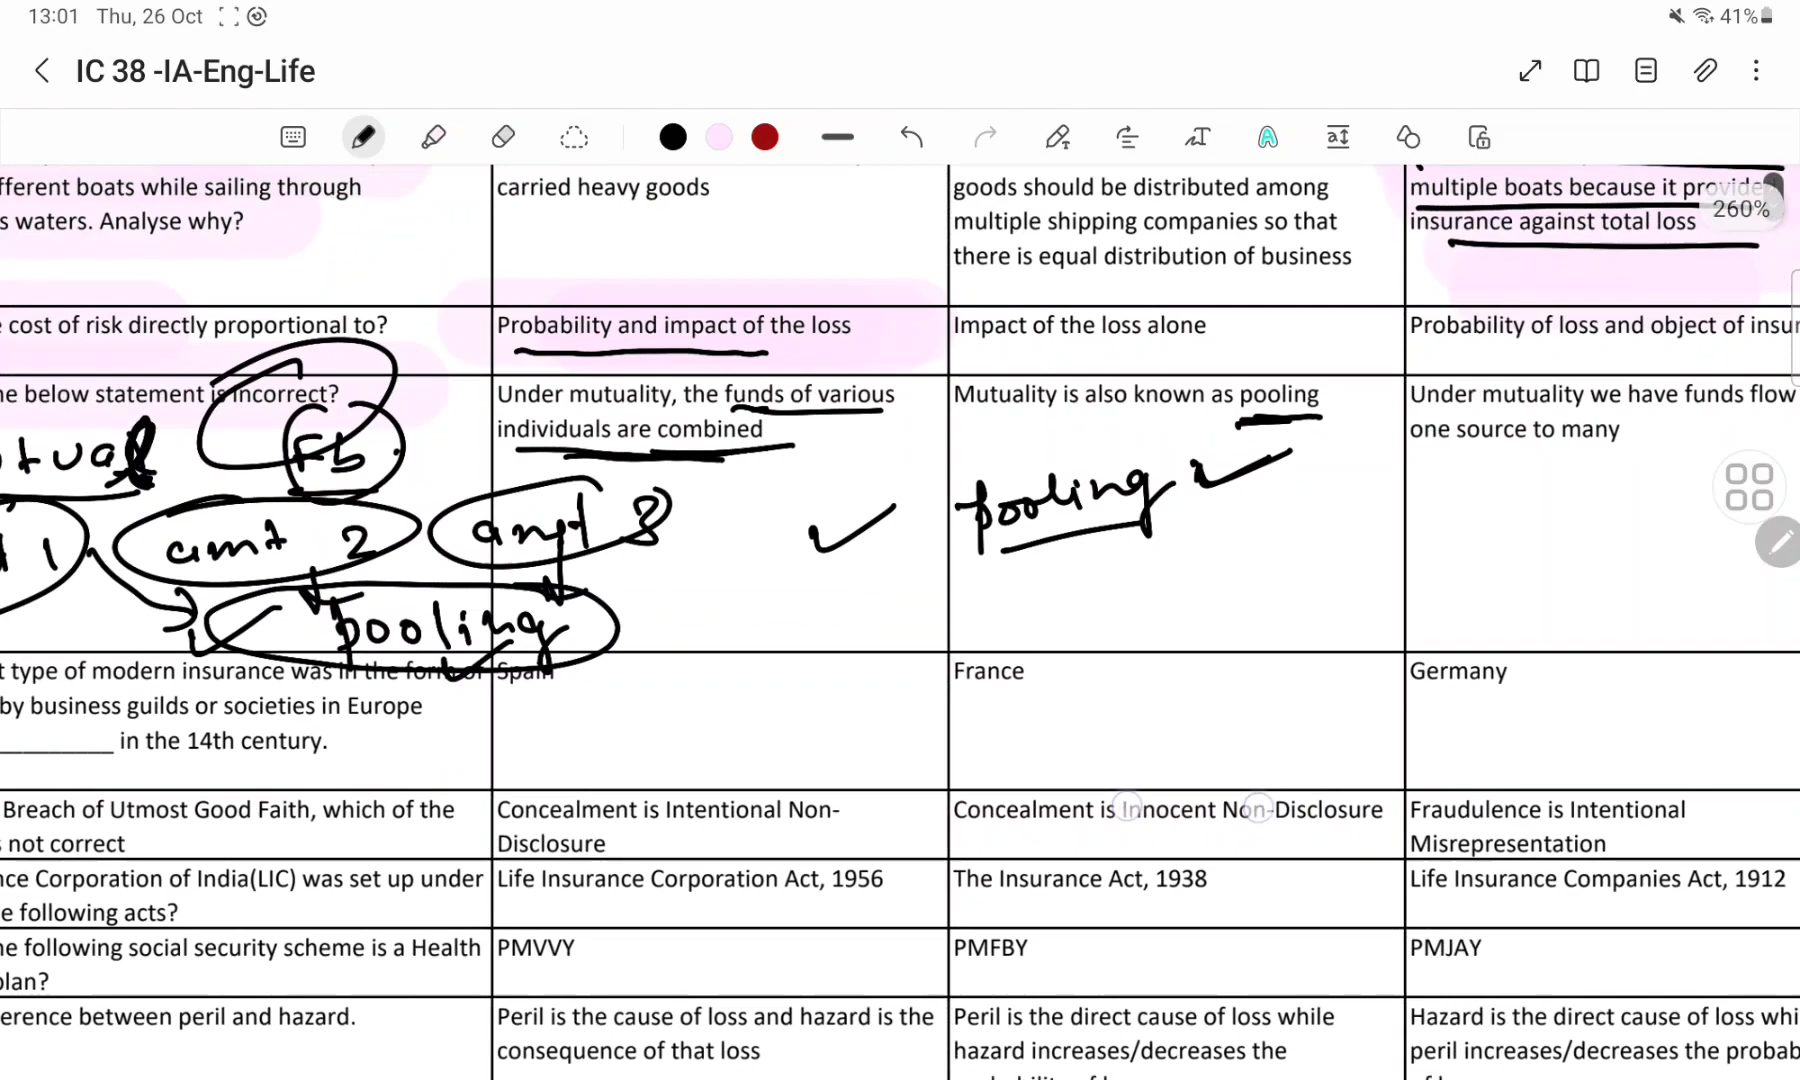 13:01 Thu, 26 Oct
41%
IC 38 -IA-Eng-Life
260%
fferent boats while sailing through
s waters. Analyse why?
carried heavy goods
goods should be distributed among
multiple shipping companies so that
there is equal distribution of business
multiple boats because it provide
insurance against total loss
cost of risk directly proportional to?
Probability and impact of the loss
Impact of the loss alone
Probability of loss and object of insur
ne below statement is incorrect?
Under mutuality, the funds of various
individuals are combined
Mutuality is also known as pooling
Under mutuality we have funds flow
one source to many
tual
Fb
pooling
1
amt 2
amt 3
pooling
t type of modern insurance was in the form of
by business guilds or societies in Europe
__________ in the 14th century.
Spain
France
Germany
Breach of Utmost Good Faith, which of the
s not correct
Concealment is Intentional Non-
Disclosure
Concealment is Innocent Non-Disclosure
Fraudulence is Intentional
Misrepresentation
nce Corporation of India(LIC) was set up under
e following acts?
Life Insurance Corporation Act, 1956
The Insurance Act, 1938
Life Insurance Companies Act, 1912
ne following social security scheme is a Health
plan?
PMVVY
PMFBY
PMJAY
erence between peril and hazard.
Peril is the cause of loss and hazard is the
consequence of that loss
Peril is the direct cause of loss while
hazard increases/decreases the
Hazard is the direct cause of loss whi
peril increases/decreases the probab